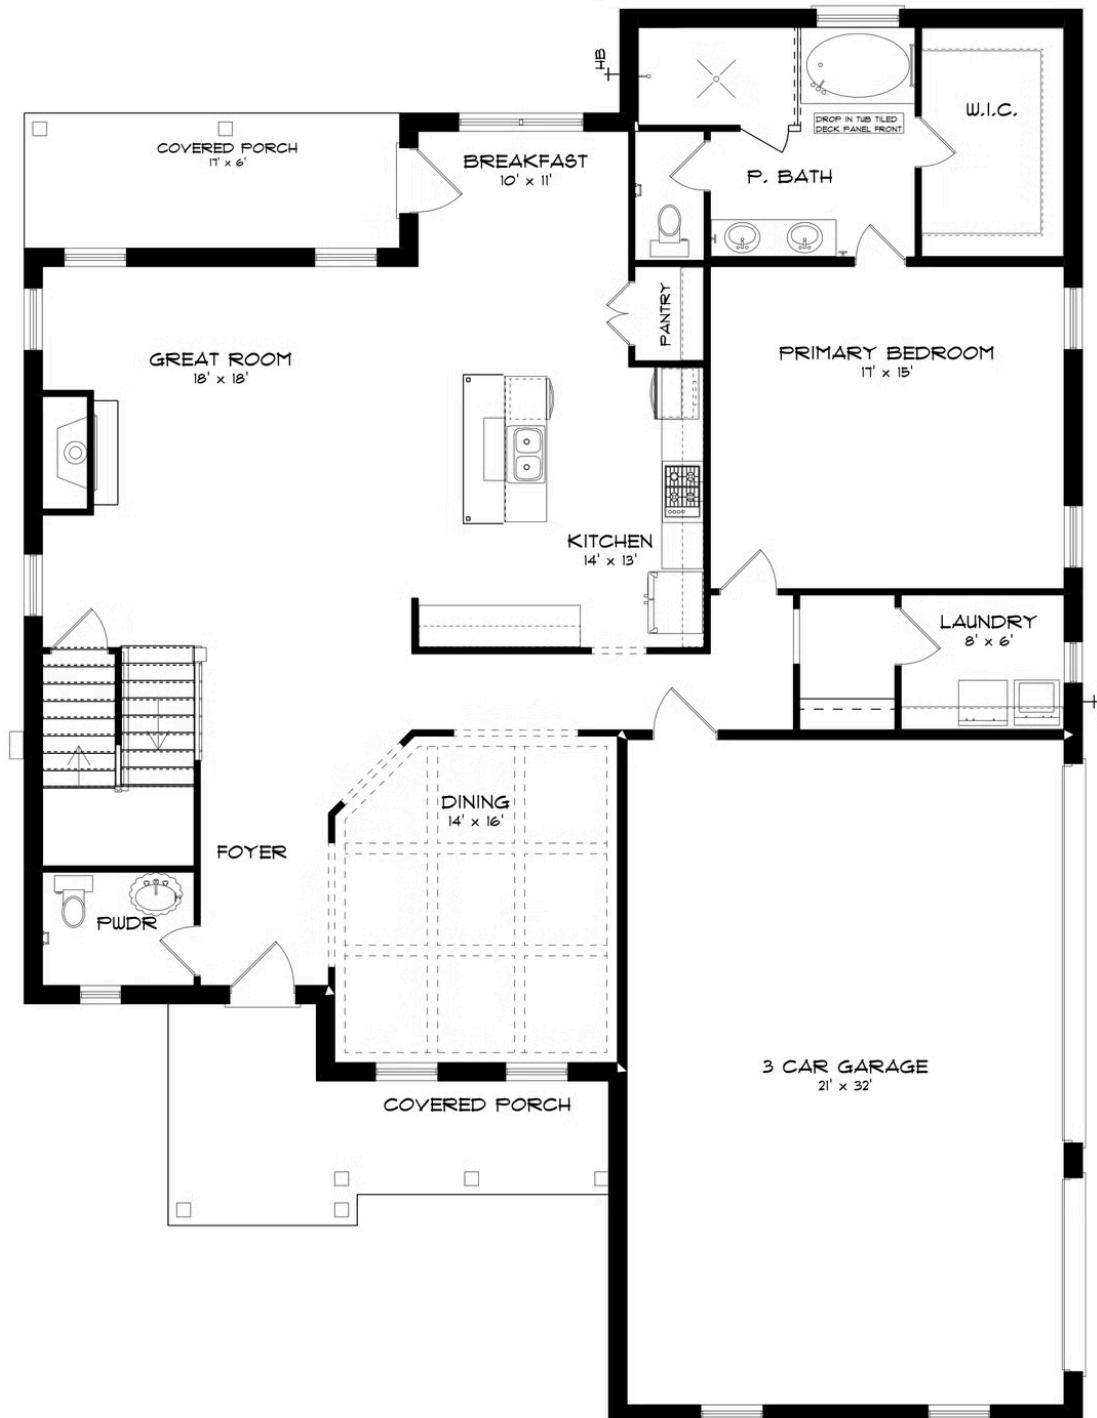 HB
W.I.C.
DROP IN TUB TILED
DECK PANEL FRONT
COVERED PORCH
17' x 6'
BREAKFAST
10' x 11'
P. BATH
PANTRY
GREAT ROOM
18' x 18'
PRIMARY BEDROOM
17' x 15'
KITCHEN
14' x 13'
LAUNDRY
8' x 6'
DINING
14' x 16'
FOYER
PWDR
3 CAR GARAGE
21' x 32'
COVERED PORCH